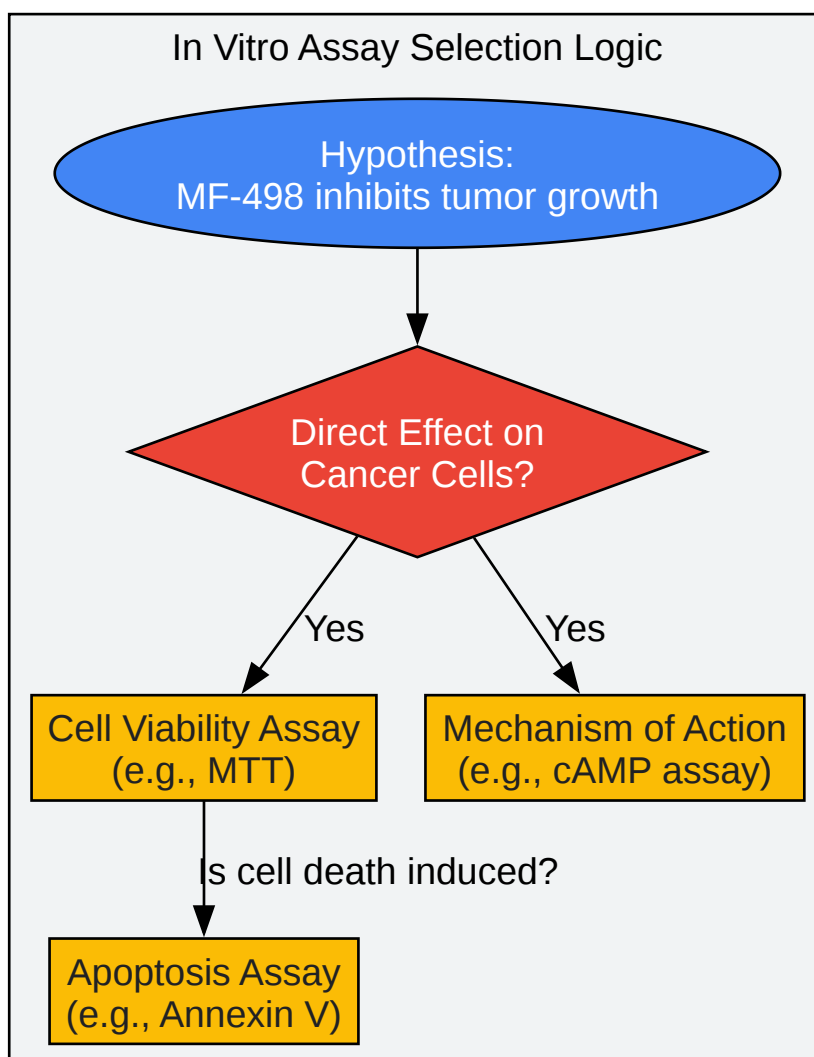 In Vitro Assay Selection Logic
Hypothesis:
MF-498 inhibits tumor growth
Direct Effect on
Cancer Cells?
Yes
Yes
Cell Viability Assay
(e.g., MTT)
Mechanism of Action
(e.g., cAMP assay)
Is cell death induced?
Apoptosis Assay
(e.g., Annexin V)